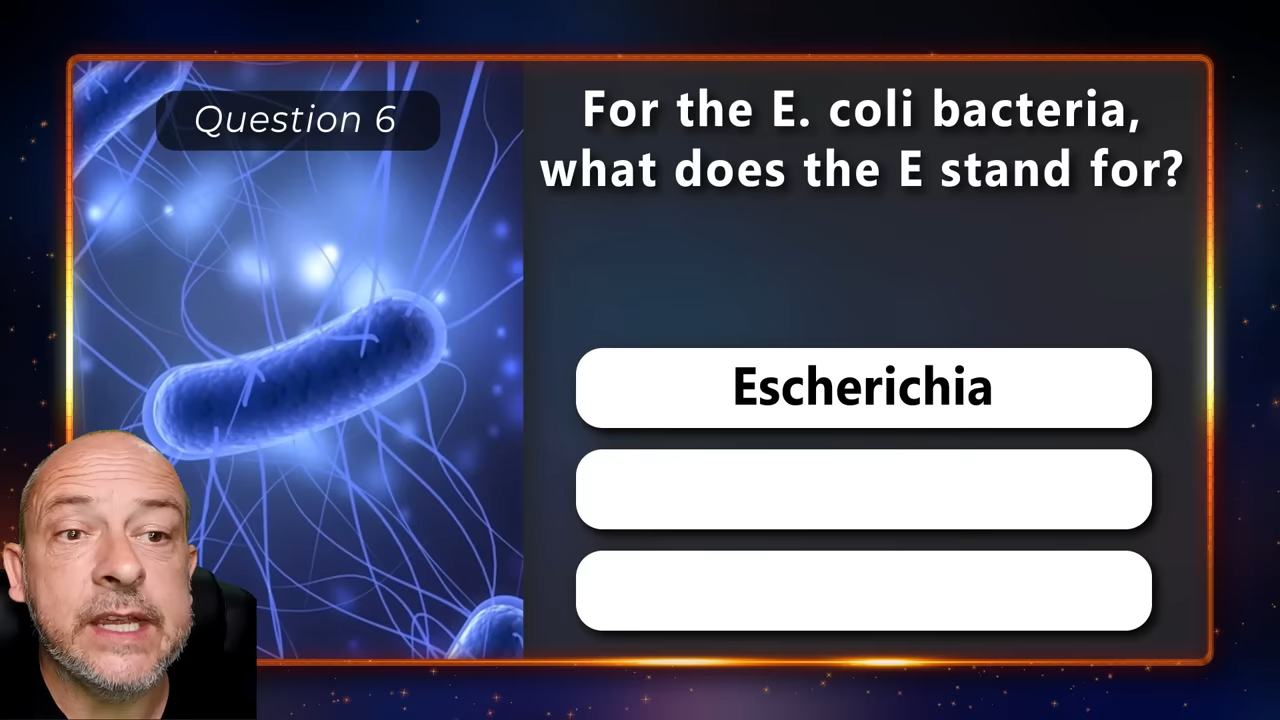 Question 6
For the E. coli bacteria,
what does the E stand for?
Escherichia